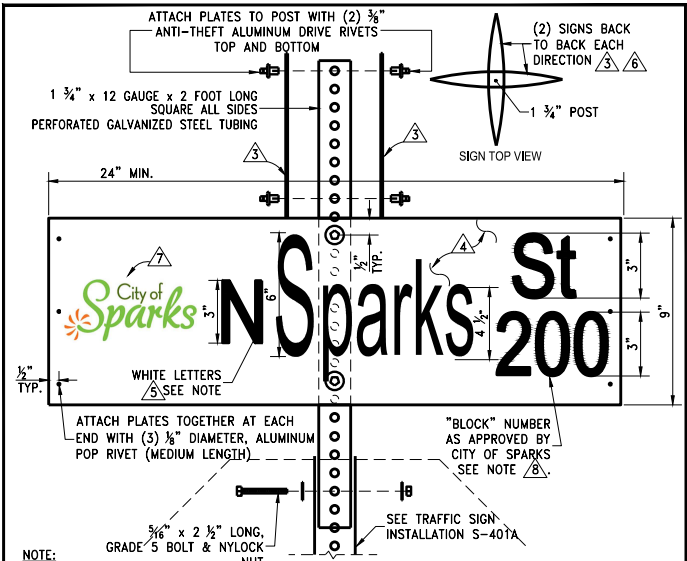 ATTACH PLATES TO POST WITH (2) ⅜"
ANTI-THEFT ALUMINUM DRIVE RIVETS
TOP AND BOTTOM
(2) SIGNS BACK
TO BACK EACH
DIRECTION 3 6
1 ¾" x 12 GAUGE x 2 FOOT LONG
SQUARE ALL SIDES
PERFORATED GALVANIZED STEEL TUBING
1 ¾" POST
SIGN TOP VIEW
3
3
24" MIN.
7
City of
Sparks
3"
N
6"
Sparks
½"
TYP.
4
4 ½"
St
200
3"
3"
9"
½"
TYP.
WHITE LETTERS
5 SEE NOTE
ATTACH PLATES TOGETHER AT EACH
END WITH (3) ⅛" DIAMETER, ALUMINUM
POP RIVET (MEDIUM LENGTH)
"BLOCK" NUMBER
AS APPROVED BY
CITY OF SPARKS
SEE NOTE 8.
5⁄16" x 2 ½" LONG,
GRADE 5 BOLT & NYLOCK
NUT
SEE TRAFFIC SIGN
INSTALLATION S-401A
NOTE: